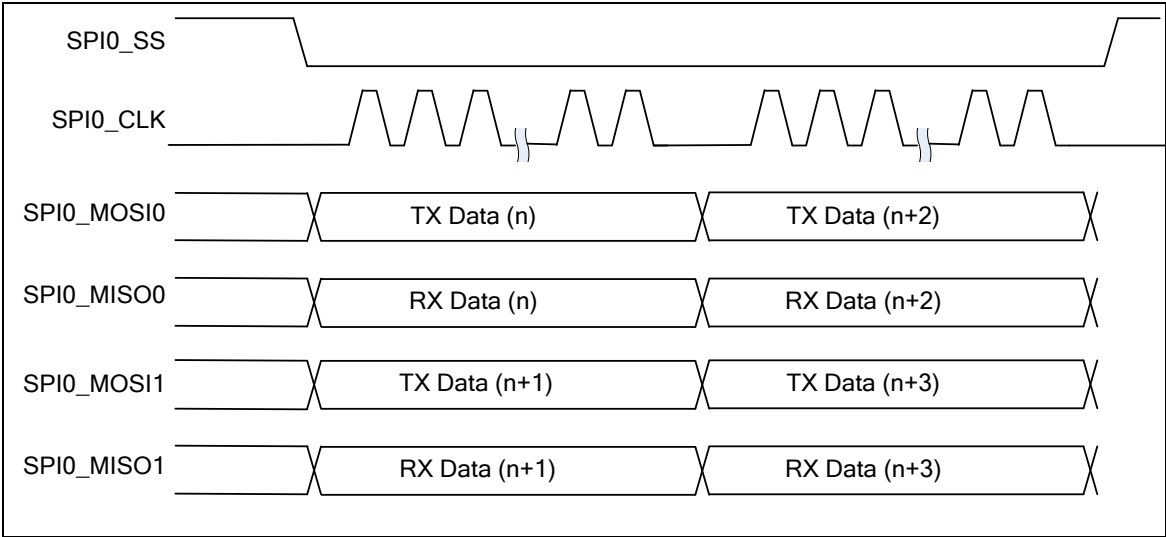 SPI0_SS
SPI0_CLK
SPI0_MOSI0 TX Data (n) TX Data (n+2)
SPI0_MISO0 RX Data (n) RX Data (n+2)
SPI0_MOSI1 TX Data (n+1) TX Data (n+3)
SPI0_MISO1 RX Data (n+1) RX Data (n+3)